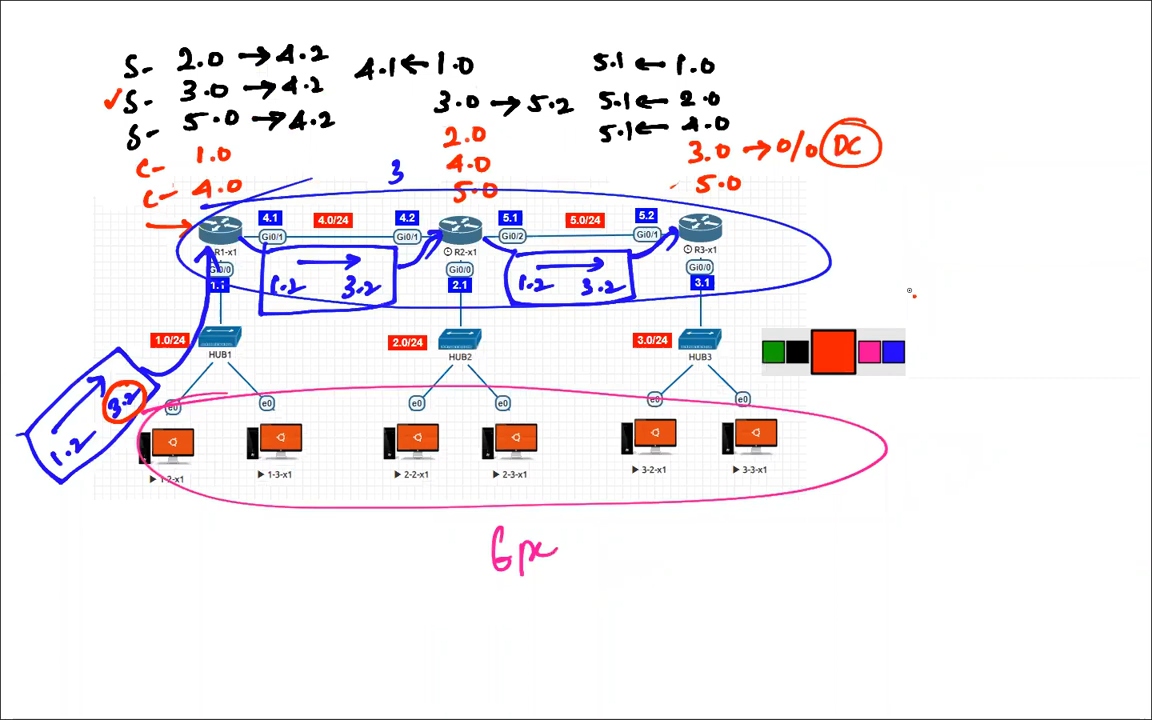 S- 2.0 → 4.2
S- 3.0 → 4.2
S- 5.0 → 4.2
C- 1.0
C- 4.0
4.1 ← 1.0
3.0 → 5.2
2.0
4.0
5.0
5.1 ← 1.0
5.1 ← 2.0
5.1 ← 4.0
3.0 → 0/0 DC
5.0
3
4.1 4.0/24 4.2 5.1 5.0/24 5.2
Gi0/1 Gi0/1 Gi0/2 Gi0/1
R1-x1 R2-x1 R3-x1
Gi0/0 Gi0/0 Gi0/0
1.1 1.2 → 3.2 2.1 1.2 → 3.2 3.1
1.0/24 2.0/24 3.0/24
HUB1 HUB2 HUB3
1.2 → 3.2
e0 e0 e0 e0 e0 e0
1-2-x1 1-3-x1 2-2-x1 2-3-x1 3-2-x1 3-3-x1
6 pc